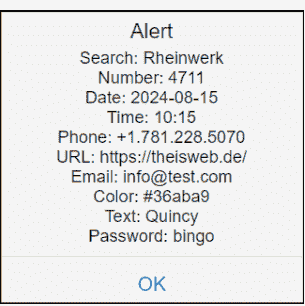 Alert
Search: Rheinwerk
Number: 4711
Date: 2024-08-15
Time: 10:15
Phone: +1.781.228.5070
URL: https://theisweb.de/
Email: info@test.com
Color: #36aba9
Text: Quincy
Password: bingo
OK